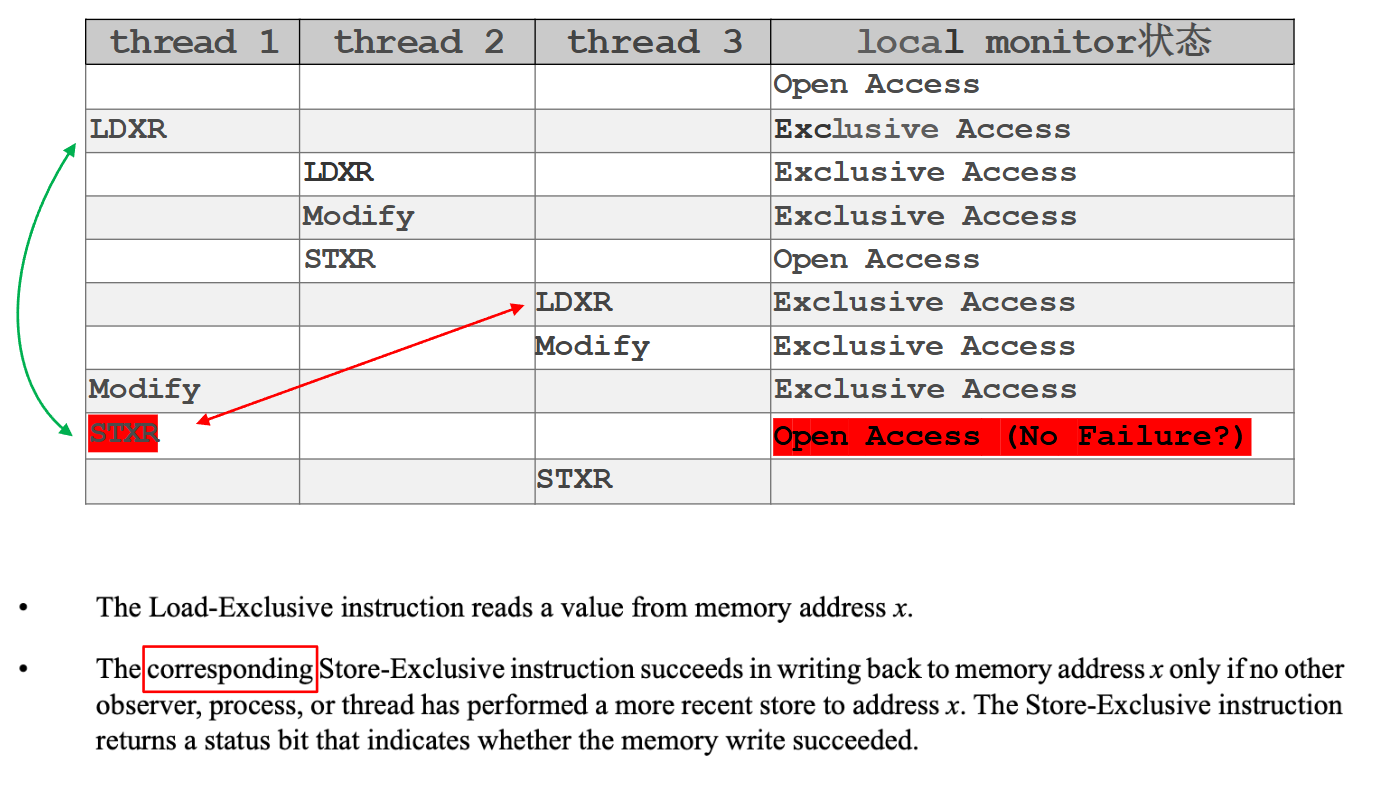 thread 1 thread 2 thread 3 local monitor状态
Open Access
LDXR Exclusive Access
LDXR Exclusive Access
Modify Exclusive Access
STXR Open Access
LDXR Exclusive Access
Modify Exclusive Access
Modify Exclusive Access
STXR Open Access (No Failure?)
STXR
• The Load-Exclusive instruction reads a value from memory address x.
• The corresponding Store-Exclusive instruction succeeds in writing back to memory address x only if no other
observer, process, or thread has performed a more recent store to address x. The Store-Exclusive instruction
returns a status bit that indicates whether the memory write succeeded.